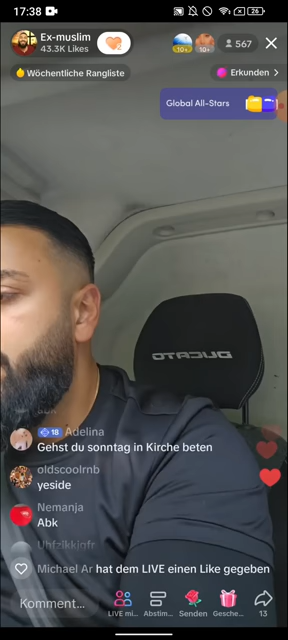 17:38
26
Ex-muslim
43.3K Likes
10+
10+
567
Wöchentliche Rangliste
Erkunden
Global All-Stars
DUCATO
18 Adelina
Gehst du sonntag in Kirche beten
oldscoolrnb
yeside
Nemanja
Abk
Michael Ar hat dem LIVE einen Like gegeben
Komment...
LIVE mi...
Abstim...
Senden
Gesche...
13